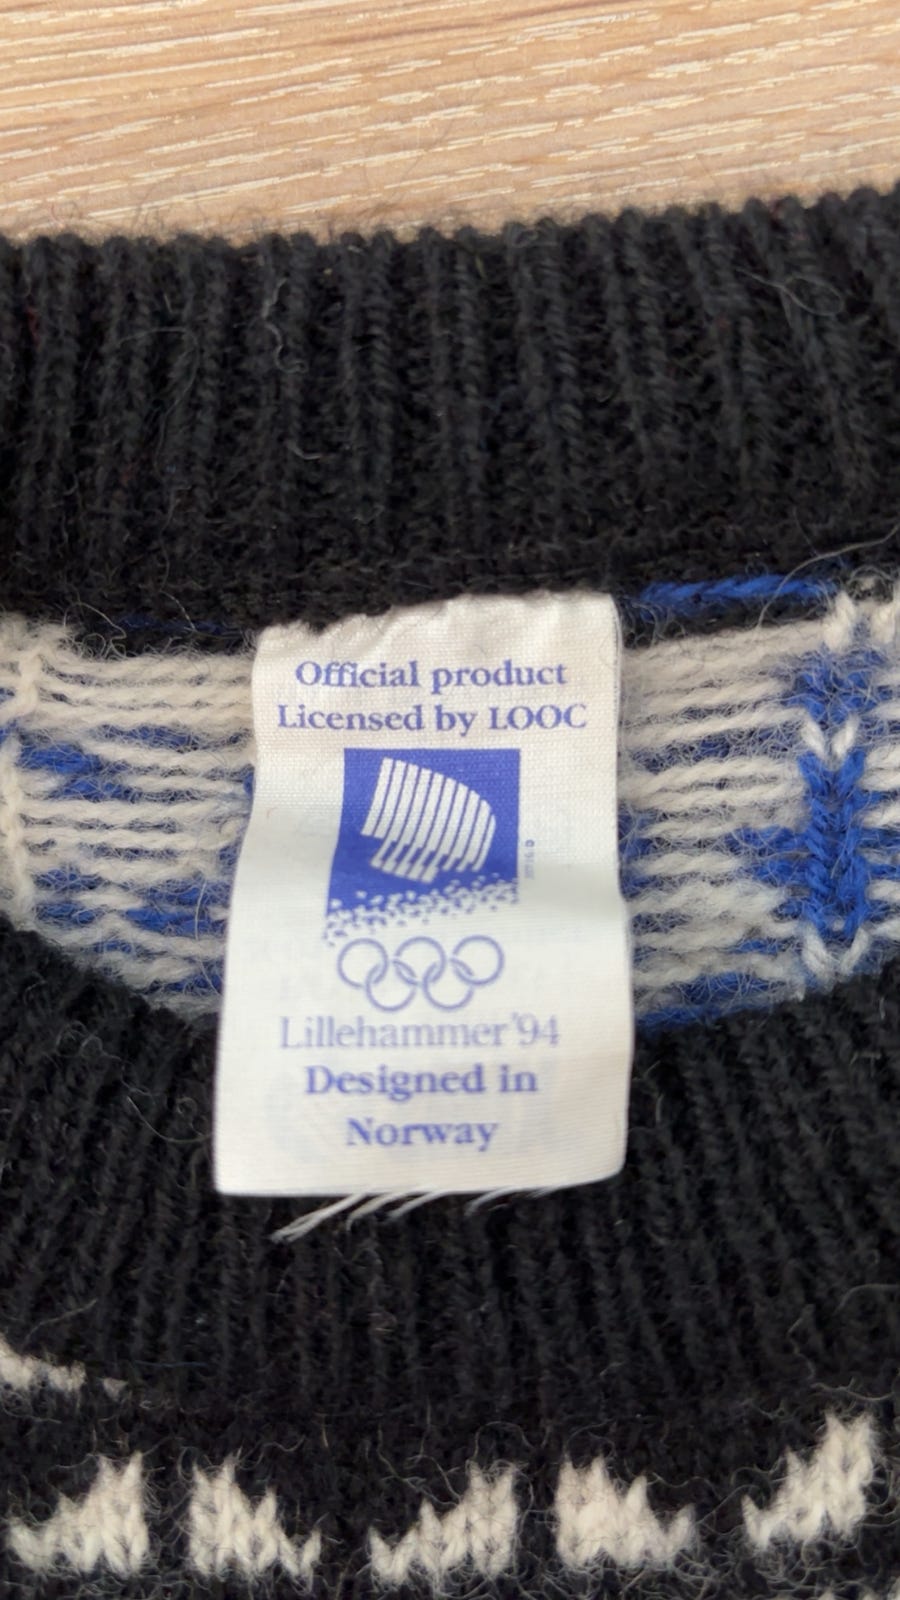 Official product
Licensed by LOOC
Lillehammer '94
Designed in
Norway